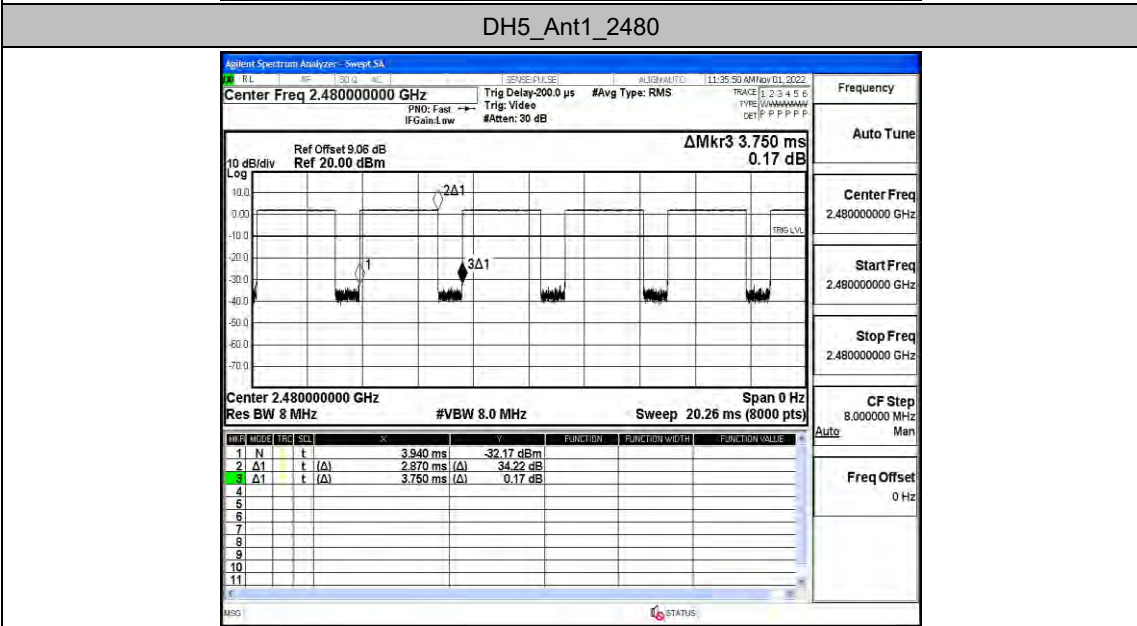 DH5_Ant1_2480
Agilent Spectrum Analyzer - Swept SA
RL RF 50 Ω AC SENSE:PULSE ALIGN AUTO 11:35:50 AM Nov 01, 2022
Center Freq 2.480000000 GHz Trig Delay-200.0 µs #Avg Type: RMS TRACE 1 2 3 4 5 6
PNO: Fast Trig: Video TYPE
IFGain:Low #Atten: 30 dB DET P P P P P P
ΔMkr3 3.750 ms
0.17 dB
Ref Offset 9.06 dB
10 dB/div Ref 20.00 dBm
Log
10.0
0.00
-10.0
-20.0
-30.0
-40.0
-50.0
-60.0
-70.0
2Δ1
TRIG LVL
1
3Δ1
Center 2.480000000 GHz Span 0 Hz
Res BW 8 MHz #VBW 8.0 MHz Sweep 20.26 ms (8000 pts)
MKR MODE TRC SCL X Y FUNCTION FUNCTION WIDTH FUNCTION VALUE
1 N t 3.940 ms -32.17 dBm
2 Δ1 t (Δ) 2.870 ms (Δ) 34.22 dB
3 Δ1 t (Δ) 3.750 ms (Δ) 0.17 dB
4
5
6
7
8
9
10
11
MSG STATUS
Frequency
Auto Tune
Center Freq
2.480000000 GHz
Start Freq
2.480000000 GHz
Stop Freq
2.480000000 GHz
CF Step
8.000000 MHz
Auto Man
Freq Offset
0 Hz